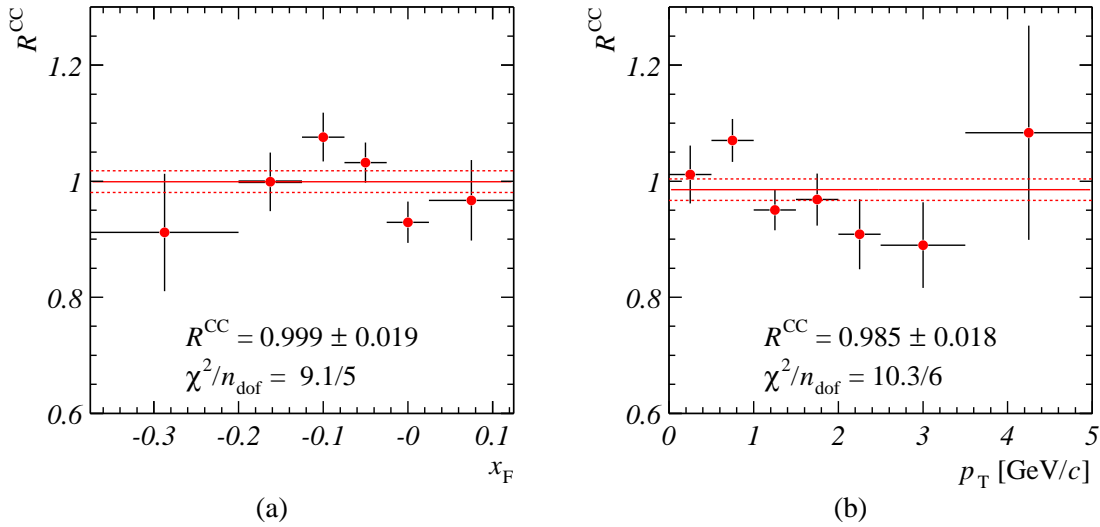 R^CC
1.2
1
0.8
0.6
R^CC = 0.999 ± 0.019
χ²/n_dof = 9.1/5
-0.3 -0.2 -0.1 -0 0.1
x_F
(a)
R^CC
1.2
1
0.8
0.6
R^CC = 0.985 ± 0.018
χ²/n_dof = 10.3/6
0 1 2 3 4 5
p_T [GeV/c]
(b)